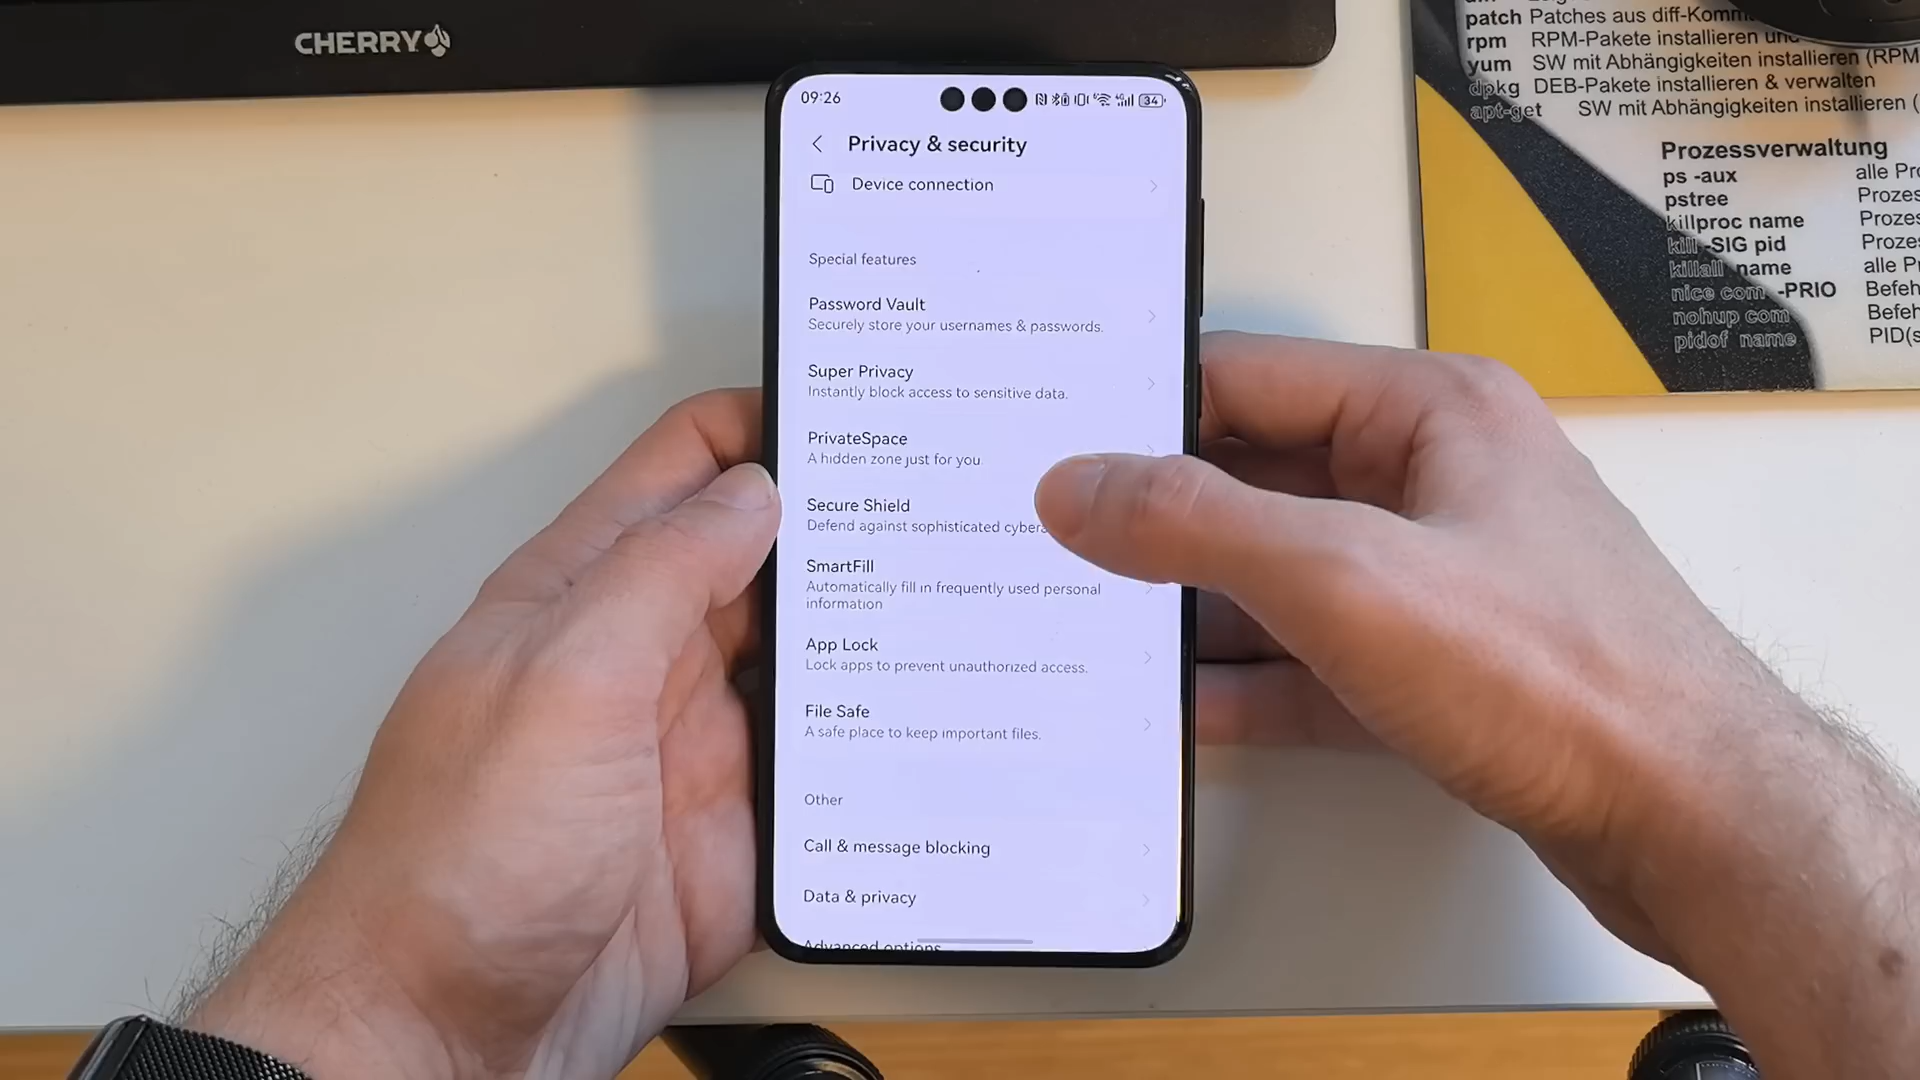 CHERRY
patch Patches aus diff-Komm
rpm RPM-Pakete installieren und
yum SW mit Abhängigkeiten installieren (RPM
dpkg DEB-Pakete installieren & verwalten
apt-get SW mit Abhängigkeiten installieren (
Prozessverwaltung
ps -aux alle Pr
pstree Prozes
killproc name Prozes
kill -SIG pid Proze
killall name alle P
nice com -PRIO Befeh
nohup com Befeh
pidof name PID(s
09:26
34
Privacy & security
Device connection
Special features
Password Vault
Securely store your usernames & passwords.
Super Privacy
Instantly block access to sensitive data.
PrivateSpace
A hidden zone just for you.
Secure Shield
Defend against sophisticated cyber
SmartFill
Automatically fill in frequently used personal
information
App Lock
Lock apps to prevent unauthorized access.
File Safe
A safe place to keep important files.
Other
Call & message blocking
Data & privacy
Advanced options